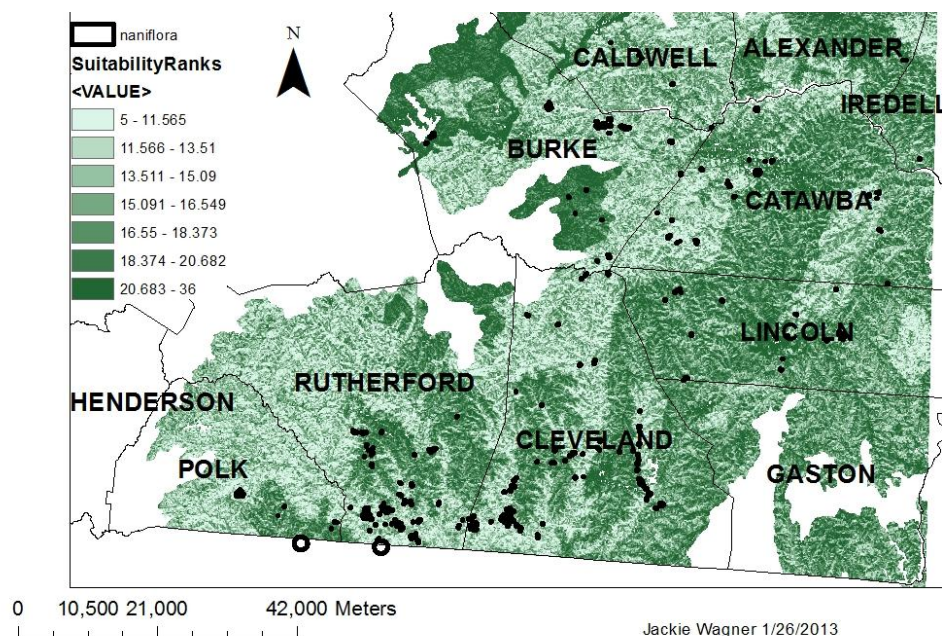 naniflora
SuitabilityRanks
<VALUE>
5 - 11.565
11.566 - 13.51
13.511 - 15.09
15.091 - 16.549
16.55 - 18.373
18.374 - 20.682
20.683 - 36
N
CALDWELL
ALEXANDER
IREDELL
BURKE
CATAWBA
LINCOLN
RUTHERFORD
HENDERSON
CLEVELAND
POLK
GASTON
0 10,500 21,000 42,000 Meters
Jackie Wagner 1/26/2013